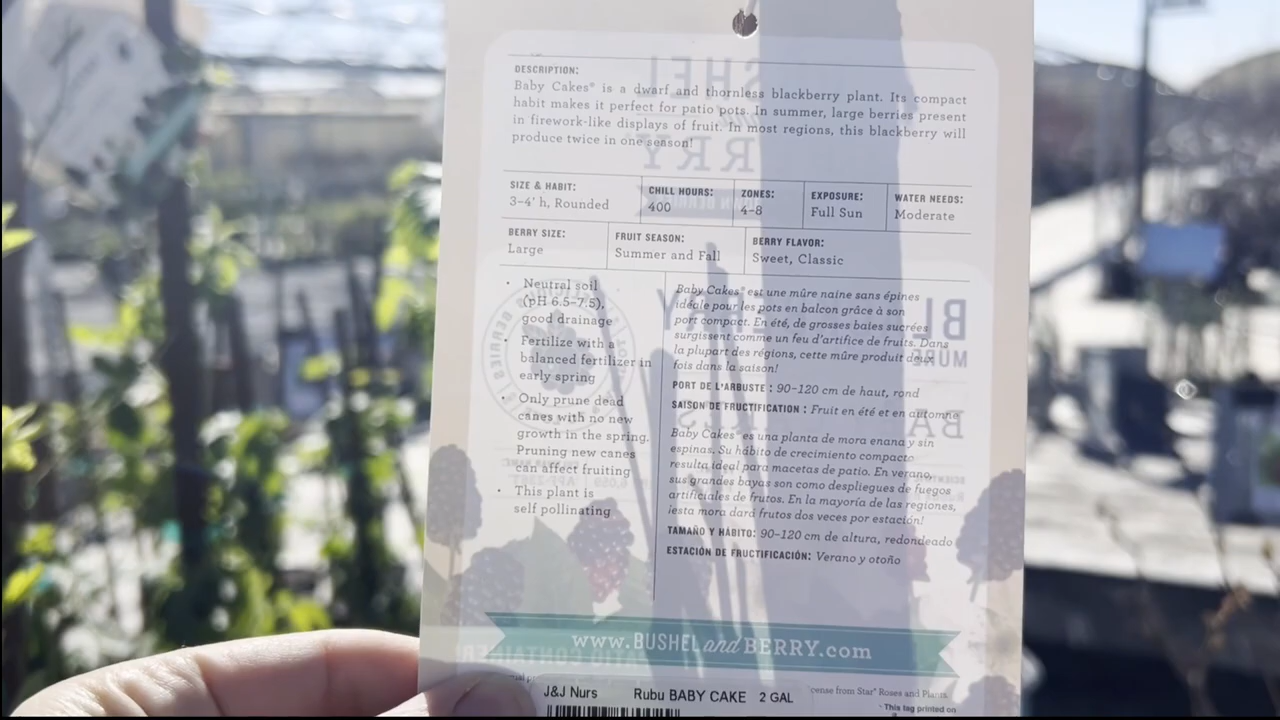 DESCRIPTION:
Baby Cakes® is a dwarf and thornless blackberry plant. Its compact
habit makes it perfect for patio pots. In summer, large berries present
in firework-like displays of fruit. In most regions, this blackberry will
produce twice in one season!
SIZE & HABIT:
3-4' h, Rounded
CHILL HOURS:
400
ZONES:
4-8
EXPOSURE:
Full Sun
WATER NEEDS:
Moderate
BERRY SIZE:
Large
FRUIT SEASON:
Summer and Fall
BERRY FLAVOR:
Sweet, Classic
• Neutral soil
(pH 6.5-7.5),
good drainage
• Fertilize with a
balanced fertilizer in
early spring
• Only prune dead
canes with no new
growth in the spring.
Pruning new canes
can affect fruiting
• This plant is
self pollinating
Baby Cakes® est une mûre naine sans épines
idéale pour les pots en balcon grâce à son
port compact. En été, de grosses baies sucrées
surgissent comme un feu d'artifice de fruits. Dans
la plupart des régions, cette mûre produit deux
fois dans la saison!
PORT DE L'ARBUSTE : 90-120 cm de haut, rond
SAISON DE FRUCTIFICATION : Fruit en été et en automne
Baby Cakes® es una planta de mora enana y sin
espinas. Su hábito de crecimiento compacto
resulta ideal para macetas de patio. En verano,
sus grandes bayas son como despliegues de fuegos
artificiales de frutos. En la mayoría de las regiones,
¡esta mora dará frutos dos veces por estación!
TAMAÑO Y HÁBITO: 90-120 cm de altura, redondeado
ESTACIÓN DE FRUCTIFICACIÓN: Verano y otoño
www.BUSHELandBERRY.com
J&J Nurs Rubu BABY CAKE 2 GAL
cense from Star® Roses and Plants.
This tag printed on